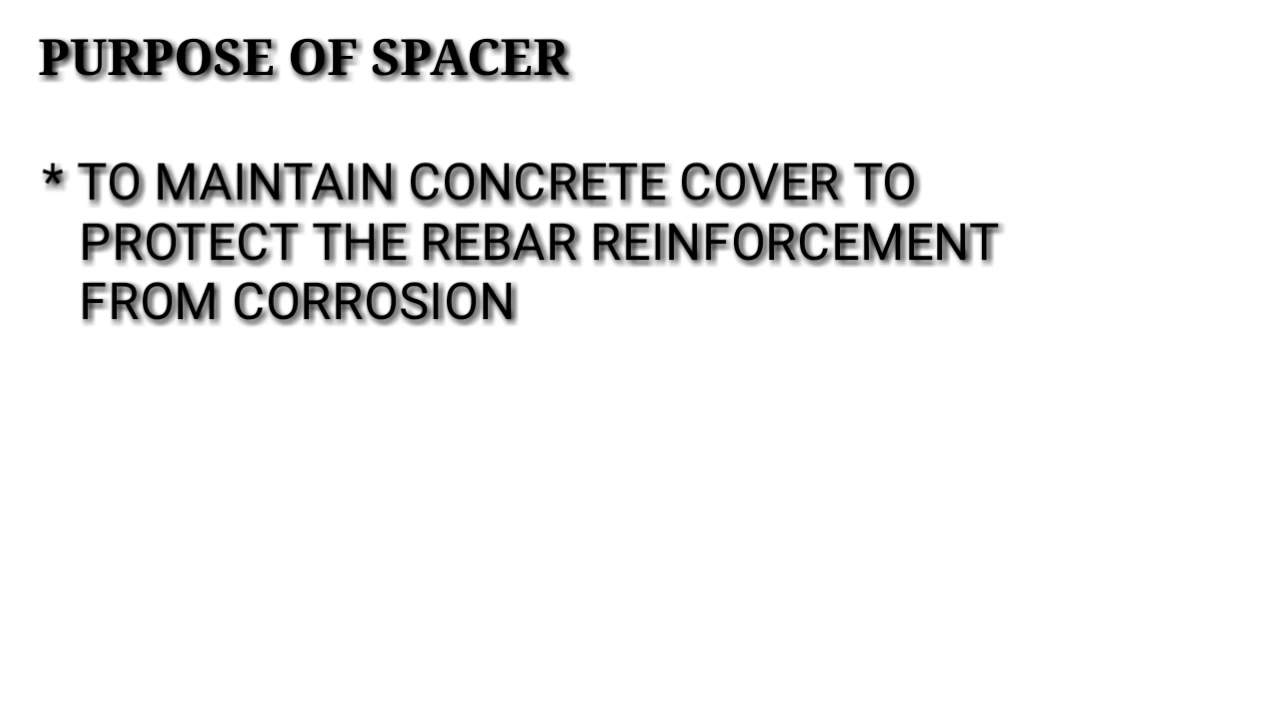 PURPOSE OF SPACER
* TO MAINTAIN CONCRETE COVER TO
PROTECT THE REBAR REINFORCEMENT
FROM CORROSION